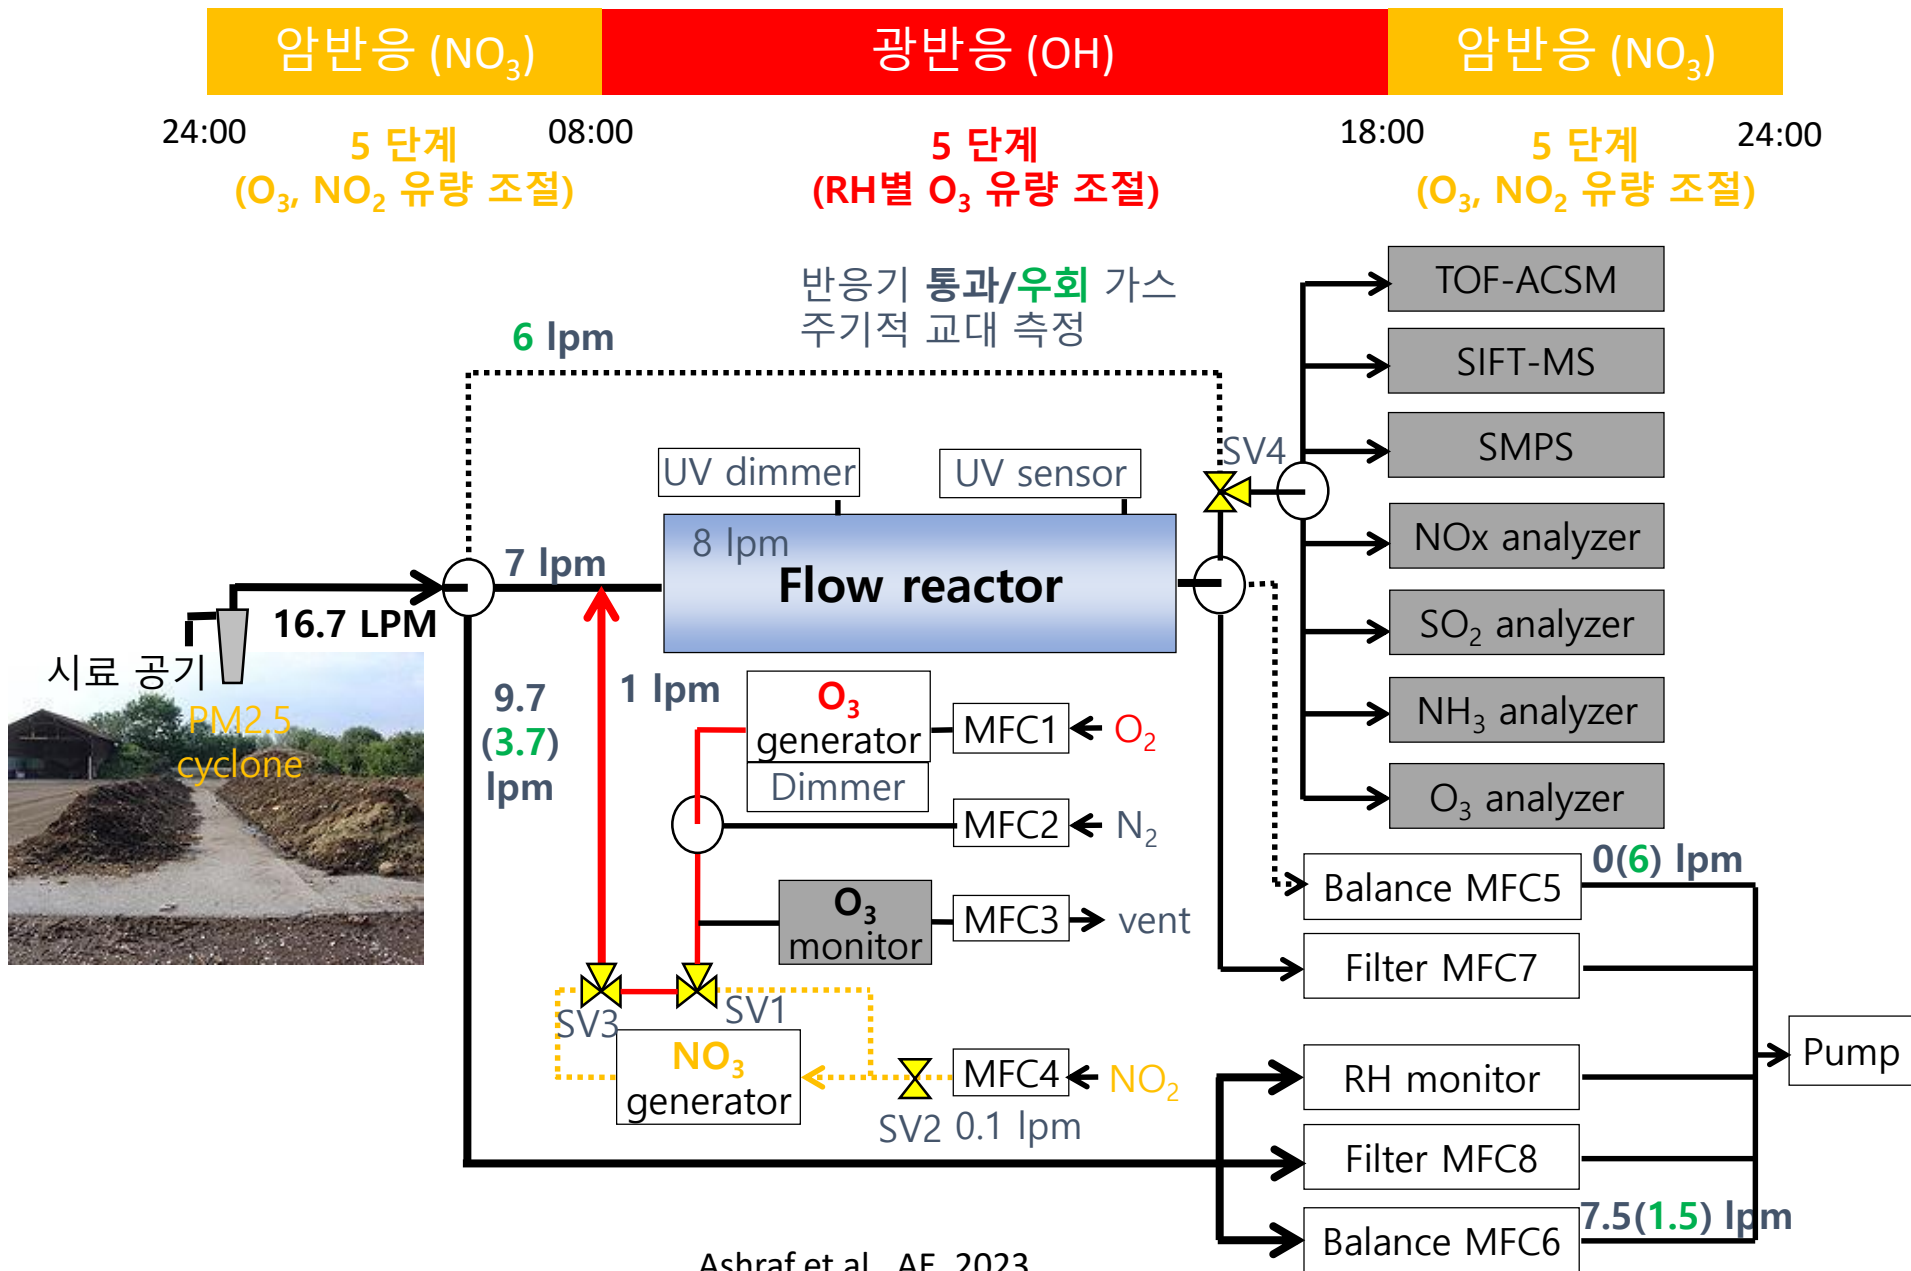 암반응 (NO₃)
광반응 (OH)
암반응 (NO₃)
24:00
08:00
18:00
24:00
5 단계
(O₃, NO₂ 유량 조절)
5 단계
(RH별 O₃ 유량 조절)
5 단계
(O₃, NO₂ 유량 조절)
반응기 통과/우회 가스
주기적 교대 측정
6 lpm
TOF-ACSM
SIFT-MS
SMPS
NOx analyzer
SO₂ analyzer
NH₃ analyzer
O₃ analyzer
UV dimmer
UV sensor
SV4
7 lpm
8 lpm
Flow reactor
16.7 LPM
시료 공기
PM2.5
cyclone
9.7
(3.7)
lpm
1 lpm
O₃
generator
Dimmer
MFC1
O₂
MFC2
N₂
O₃
monitor
MFC3
vent
SV3
SV1
NO₃
generator
SV2
0.1 lpm
MFC4
NO₂
Balance MFC5
0(6) lpm
Filter MFC7
RH monitor
Filter MFC8
Balance MFC6
7.5(1.5) lpm
Pump
Ashraf et al., AE, 2023